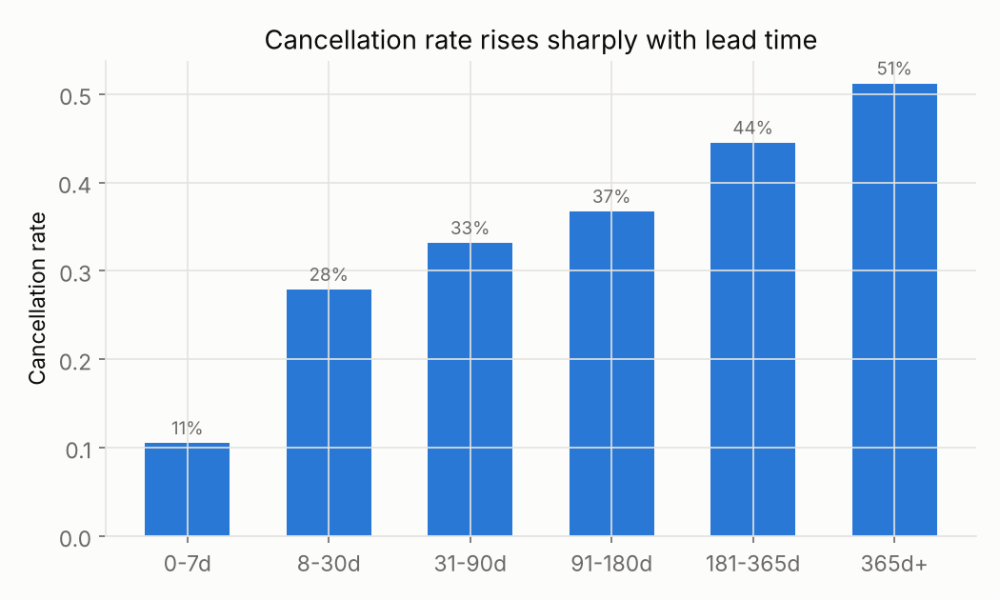 Cancellation rate rises sharply with lead time
Cancellation rate
0.5
0.4
0.3
0.2
0.1
0.0
11%
28%
33%
37%
44%
51%
0-7d
8-30d
31-90d
91-180d
181-365d
365d+